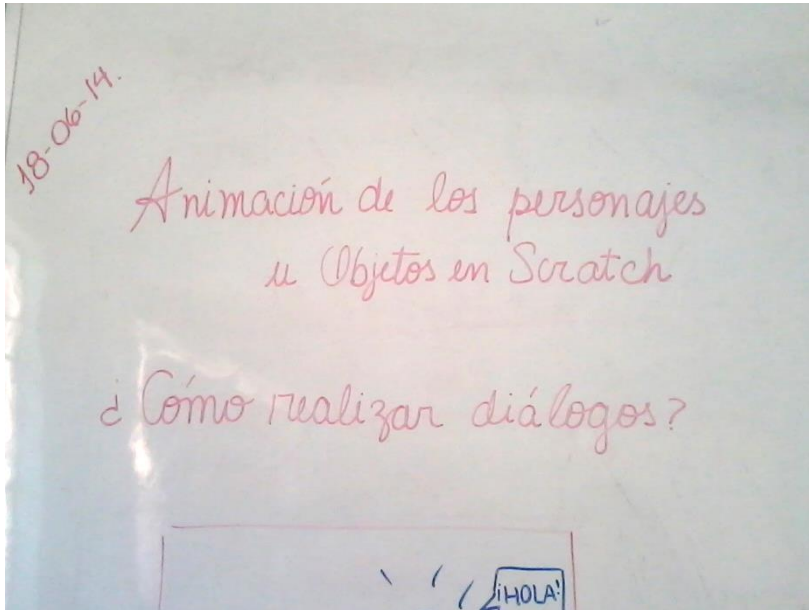 18-06-14.
Animación de los personajes
u Objetos en Scratch
¿Cómo realizar diálogos?
¡HOLA!